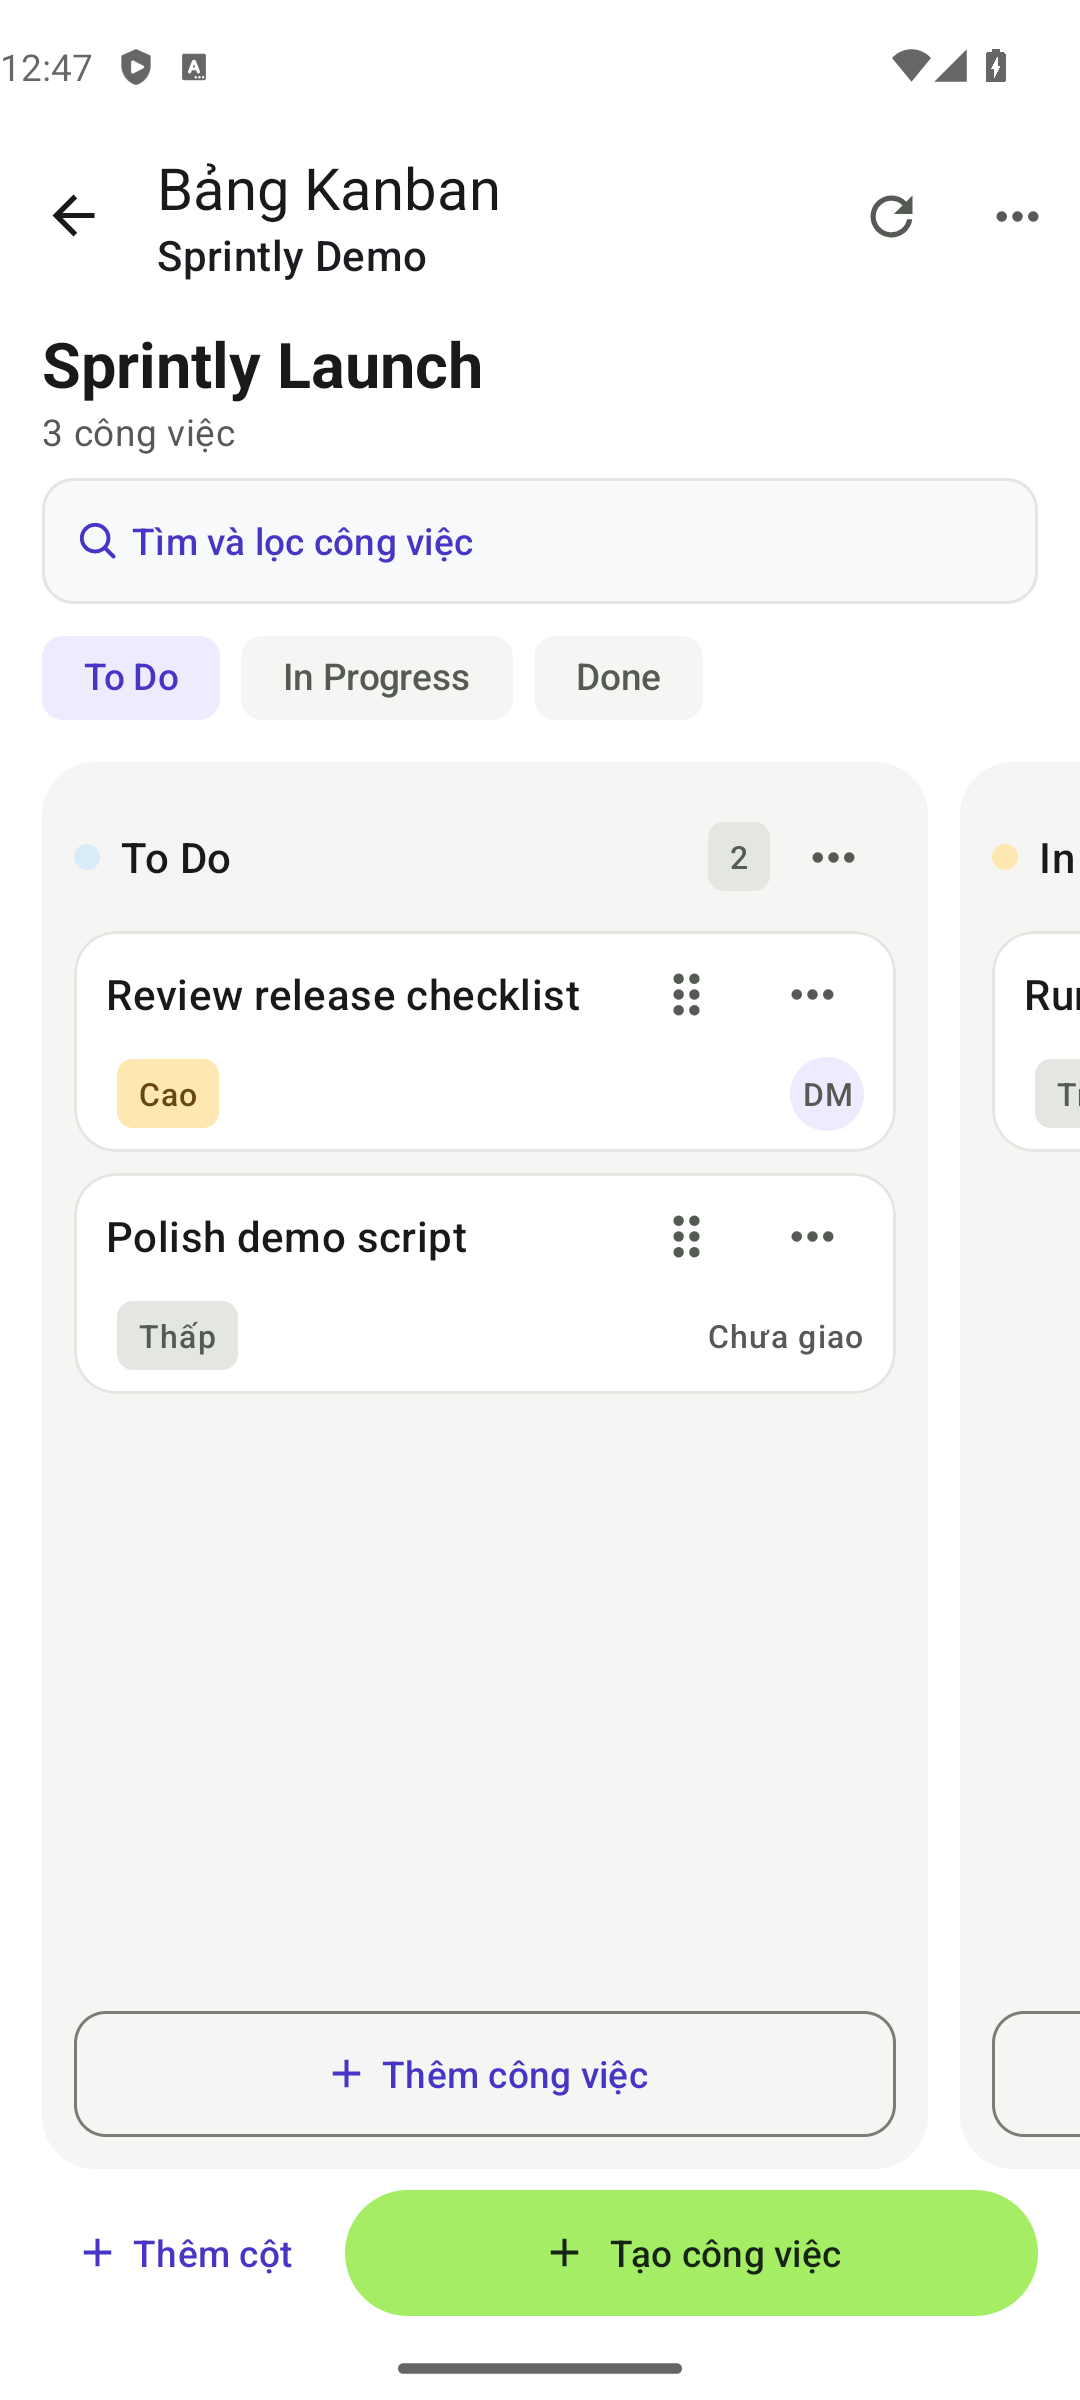 12:47
Bảng Kanban
Sprintly Demo
Sprintly Launch
3 công việc
Tìm và lọc công việc
To Do
In Progress
Done
To Do
2
In
Review release checklist
Cao
DM
Polish demo script
Thấp
Chưa giao
Thêm công việc
Thêm cột
Tạo công việc